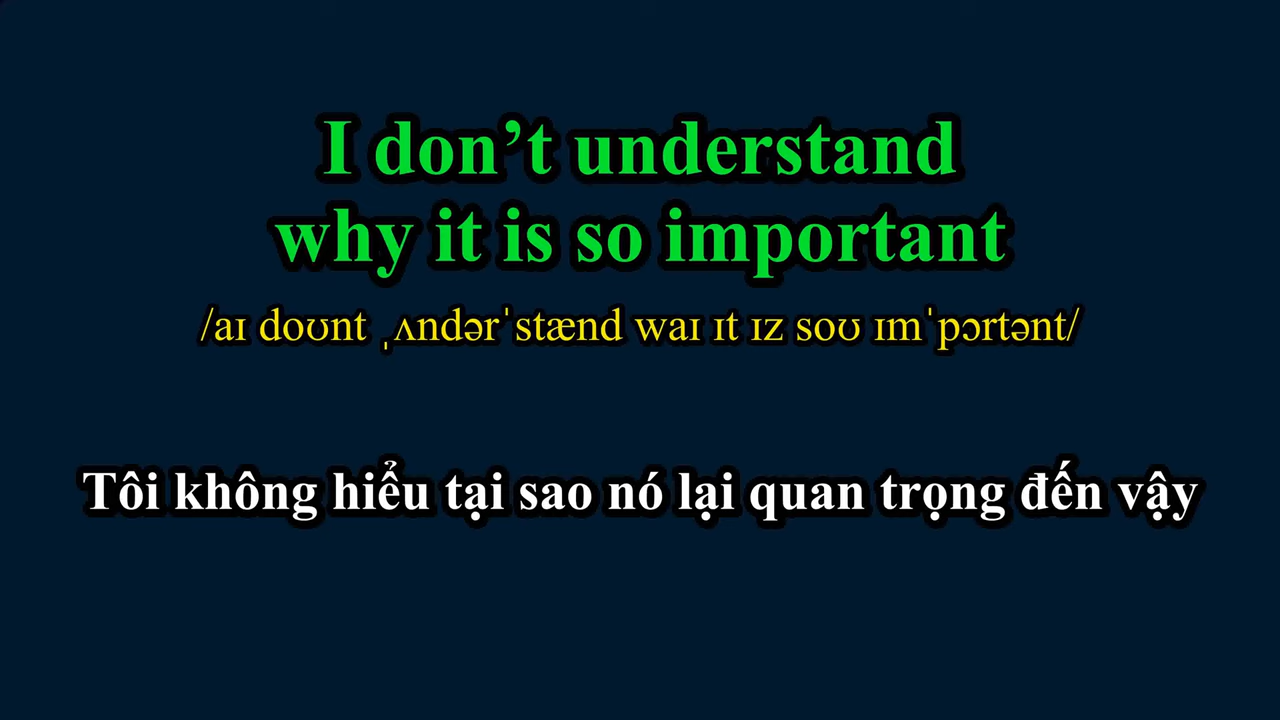 I don’t understand
why it is so important
/aɪ doʊnt ˌʌndərˈstænd waɪ ɪt ɪz soʊ ɪmˈpɔrtənt/
Tôi không hiểu tại sao nó lại quan trọng đến vậy